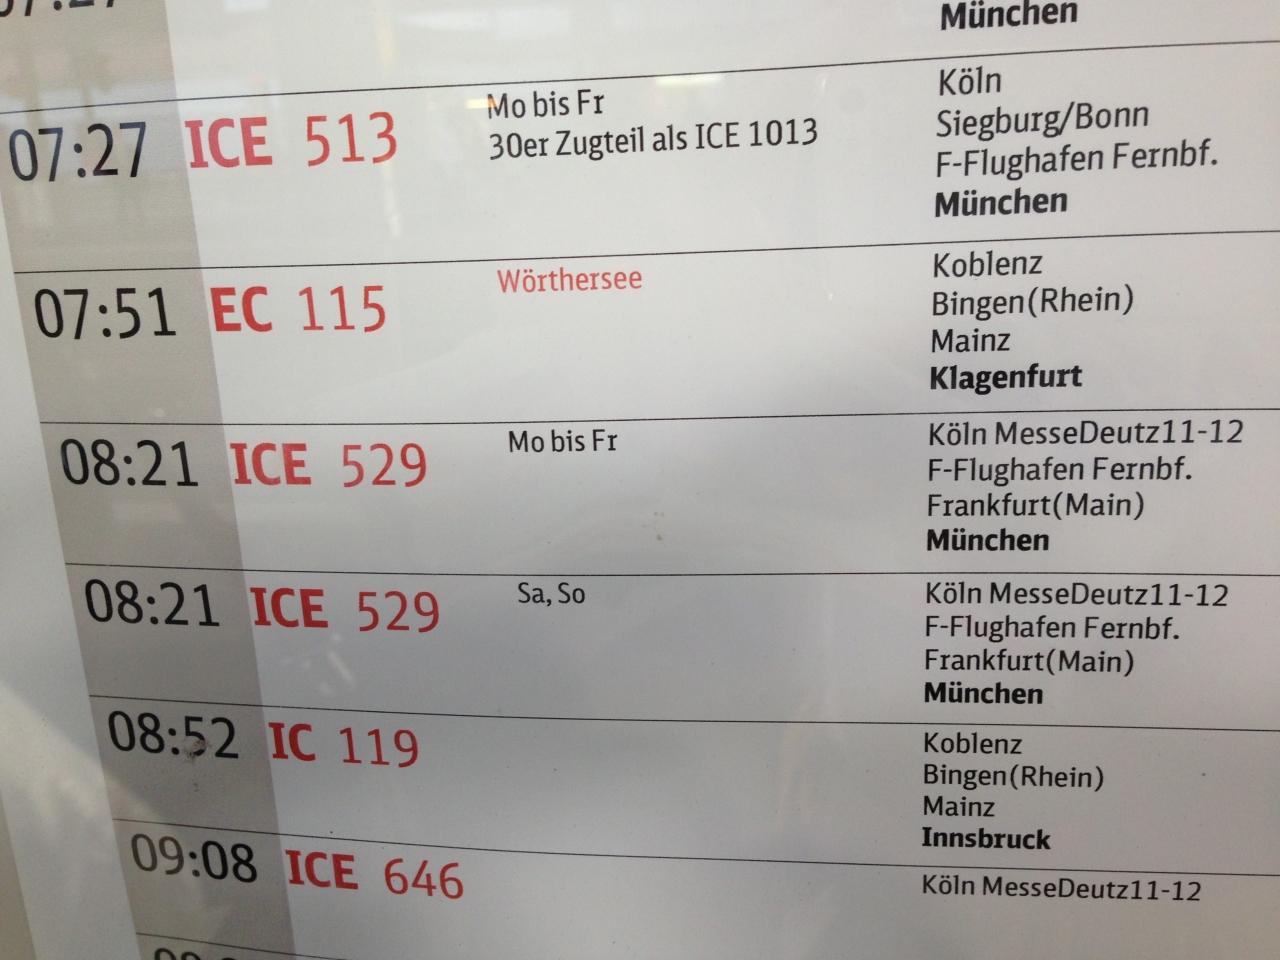 München
07:27 ICE 513 Mo bis Fr Köln
30er Zugteil als ICE 1013 Siegburg/Bonn
F-Flughafen Fernbf.
München
07:51 EC 115 Wörthersee Koblenz
Bingen(Rhein)
Mainz
Klagenfurt
08:21 ICE 529 Mo bis Fr Köln MesseDeutz11-12
F-Flughafen Fernbf.
Frankfurt(Main)
München
08:21 ICE 529 Sa, So Köln MesseDeutz11-12
F-Flughafen Fernbf.
Frankfurt(Main)
München
08:52 IC 119 Koblenz
Bingen(Rhein)
Mainz
Innsbruck
09:08 ICE 646 Köln MesseDeutz11-12